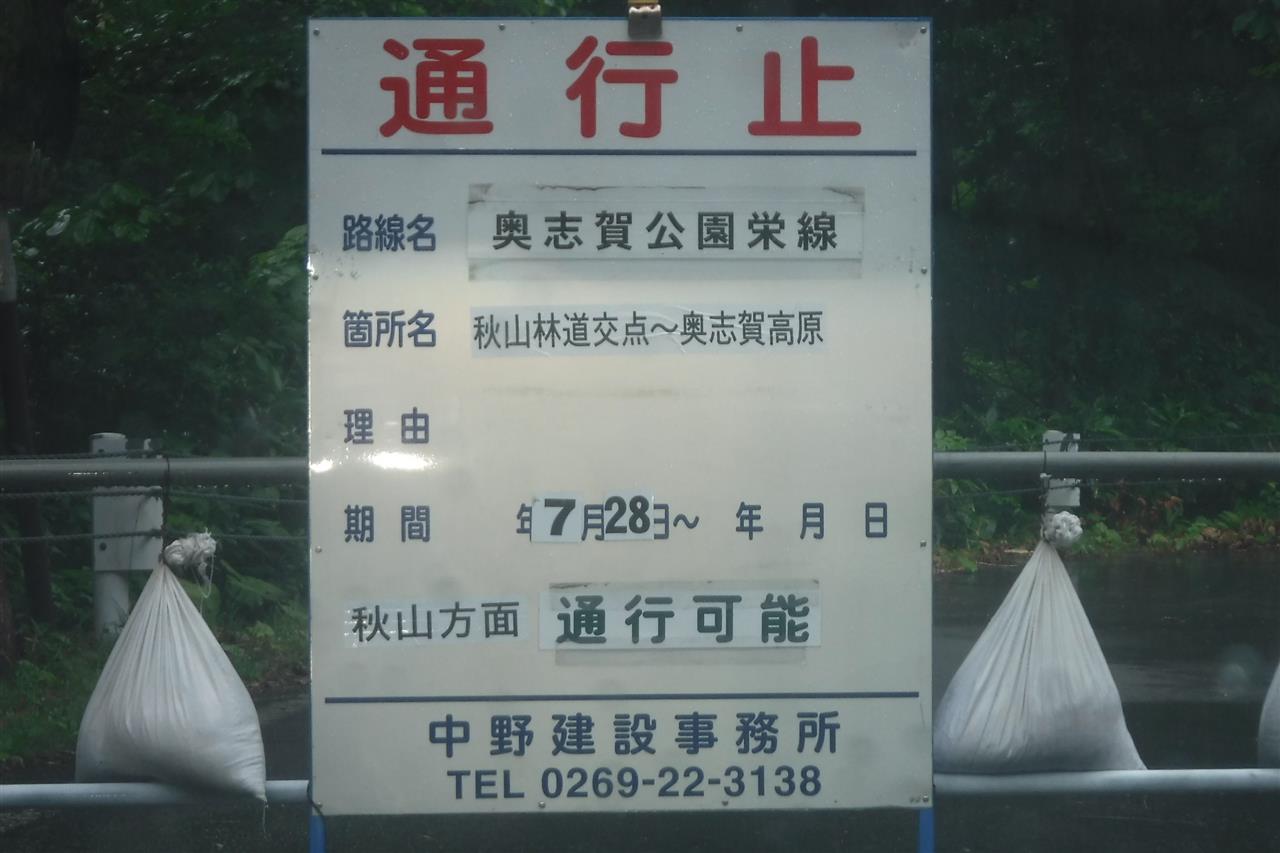 通行止
路線名 奥志賀公園栄線
箇所名 秋山林道交点～奥志賀高原
理由
期間 年7月28日～ 年 月 日
秋山方面 通行可能
中野建設事務所
TEL 0269-22-3138